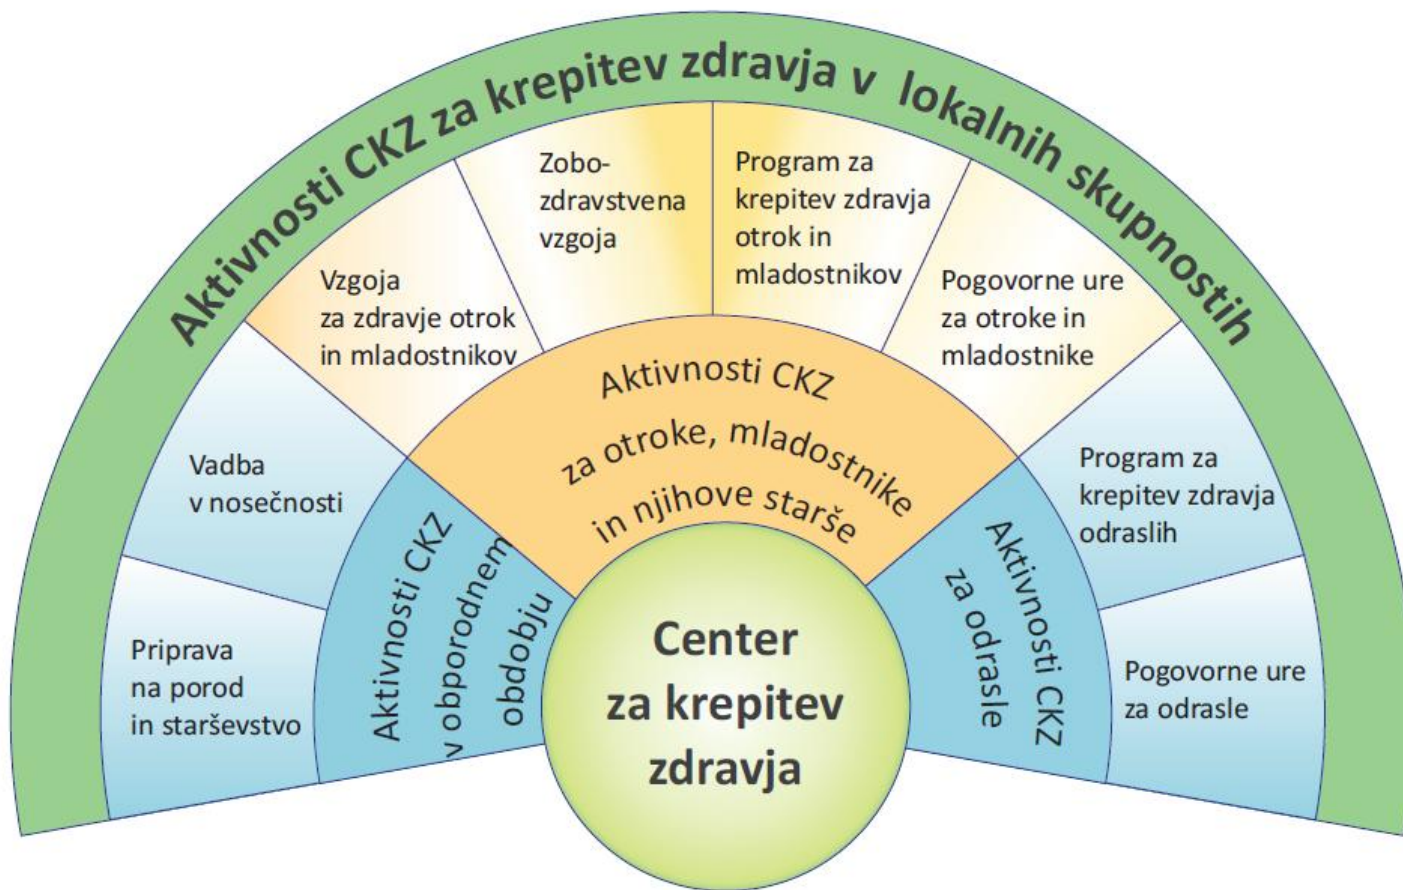 Aktivnosti CKZ za krepitev zdravja v lokalnih skupnostih
Priprava
na porod
in starševstvo
Vadba
v nosečnosti
Vzgoja
za zdravje otrok
in mladostnikov
Zobo-
zdravstvena
vzgoja
Program za
krepitev zdravja
otrok in
mladostnikov
Pogovorne ure
za otroke in
mladostnike
Program za
krepitev zdravja
odraslih
Pogovorne ure
za odrasle
Aktivnosti CKZ
v obporodnem
obdobju
Aktivnosti CKZ
za otroke, mladostnike
in njihove starše
Aktivnosti CKZ
za odrasle
Center
za krepitev
zdravja